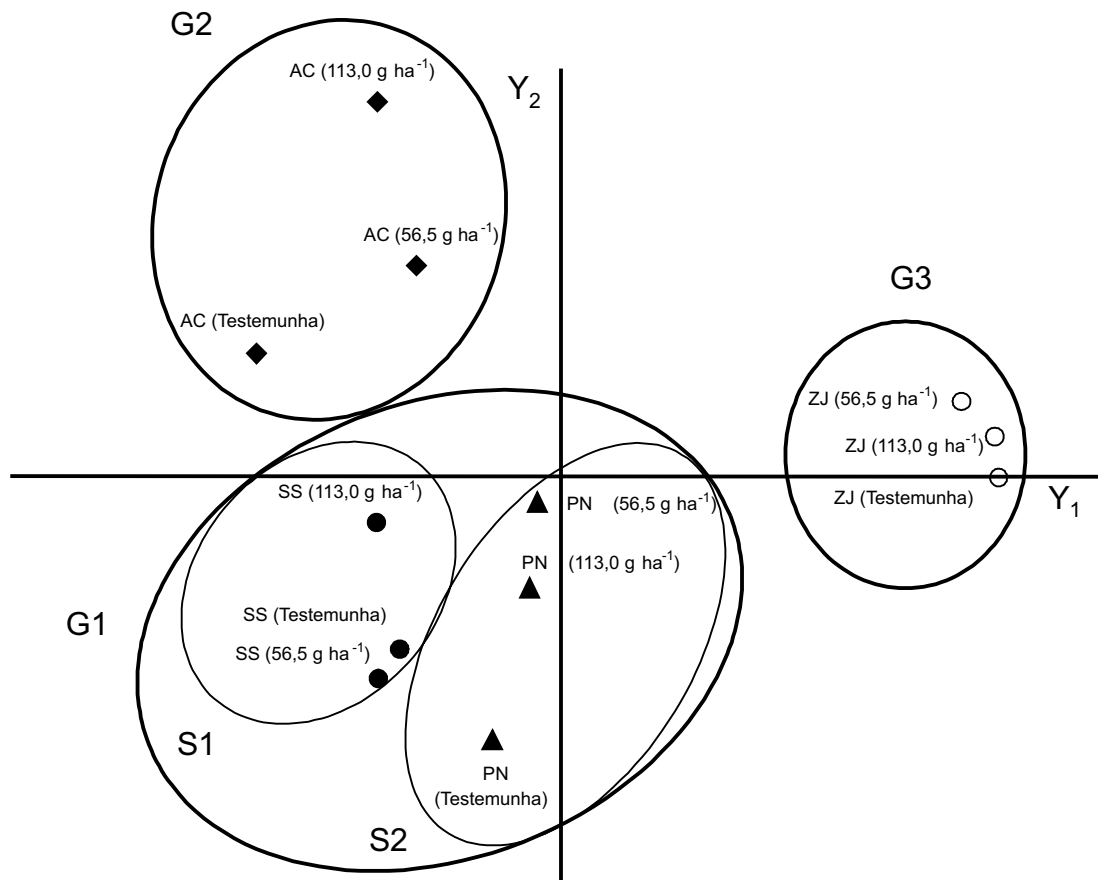 G2
AC (113,0 g ha⁻¹)
Y₂
AC (56,5 g ha⁻¹)
G3
AC (Testemunha)
ZJ (56,5 g ha⁻¹)
ZJ (113,0 g ha⁻¹)
ZJ (Testemunha)
Y₁
SS (113,0 g ha⁻¹)
PN (56,5 g ha⁻¹)
PN (113,0 g ha⁻¹)
G1
SS (Testemunha)
SS (56,5 g ha⁻¹)
S1
PN
(Testemunha)
S2